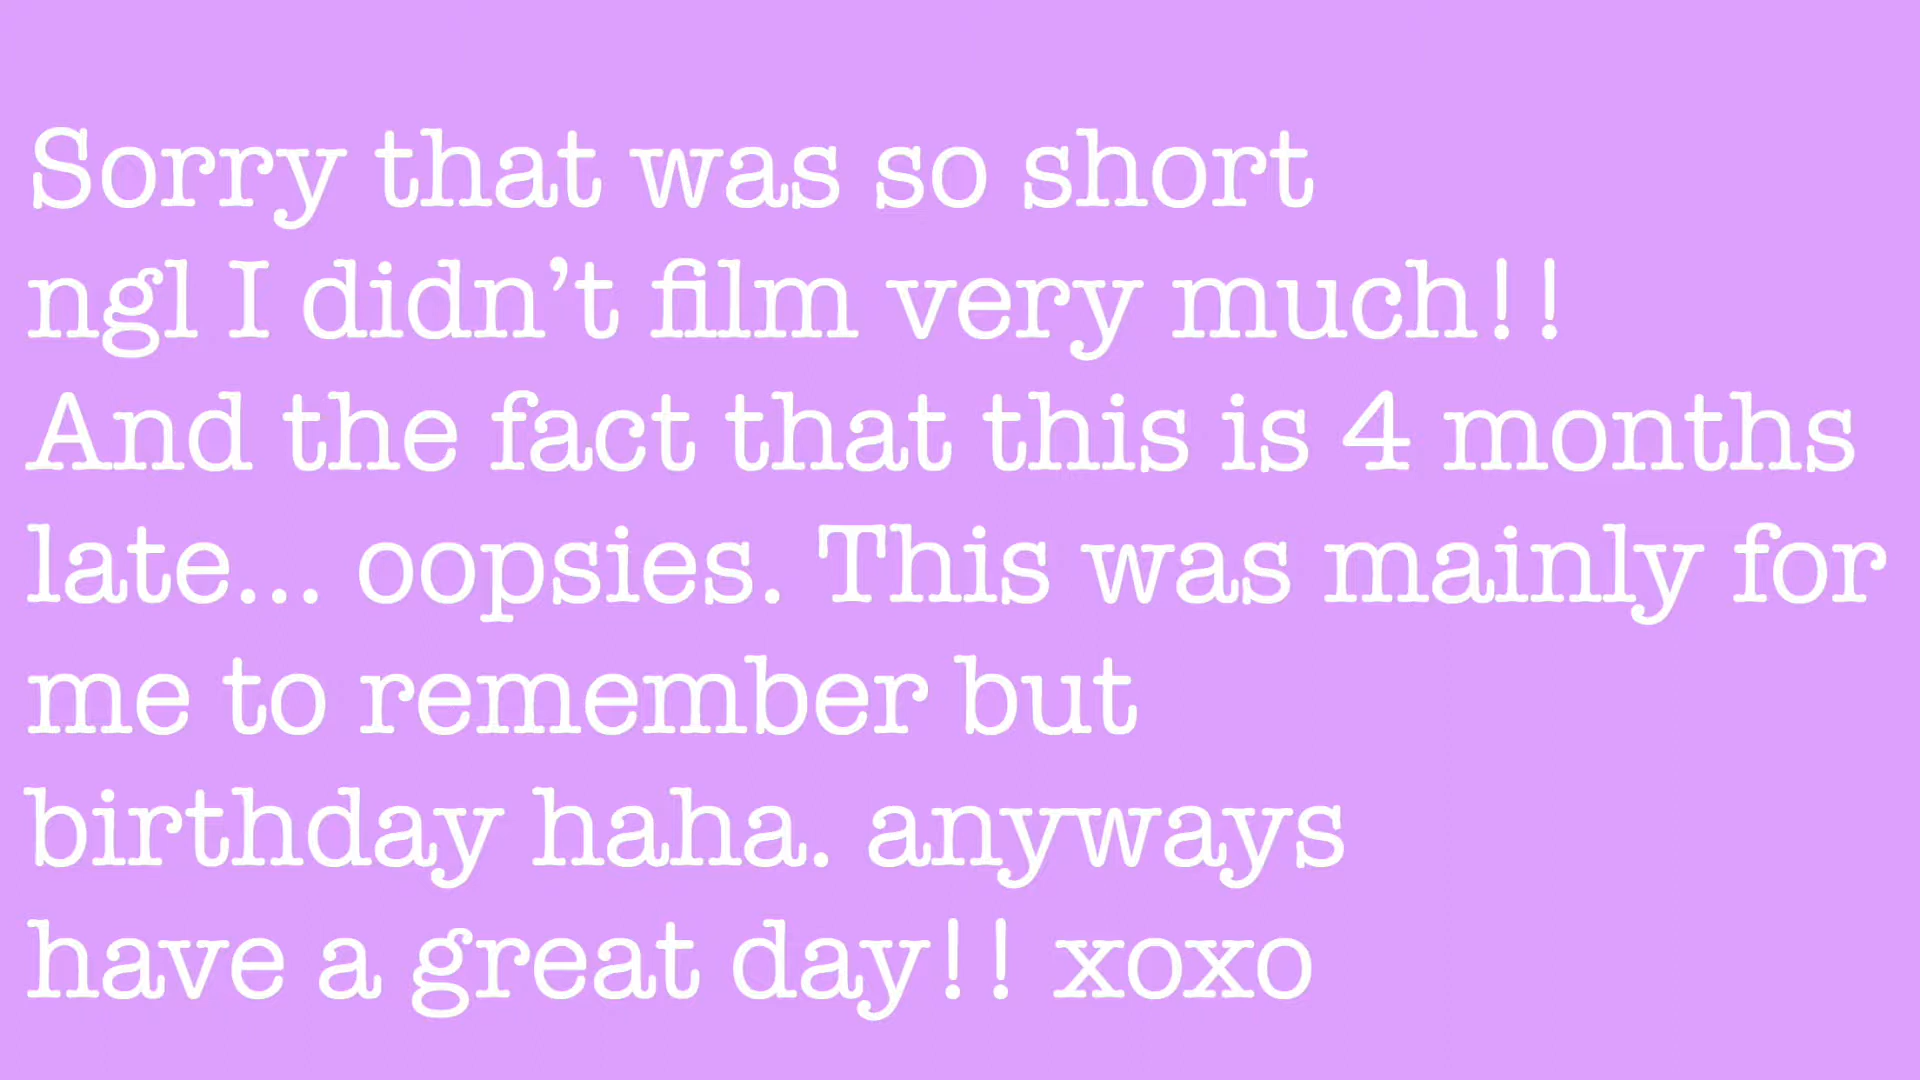 Sorry that was so short
ngl I didn’t film very much!!
And the fact that this is 4 months
late... oopsies. This was mainly for
me to remember but
birthday haha. anyways
have a great day!! xoxo